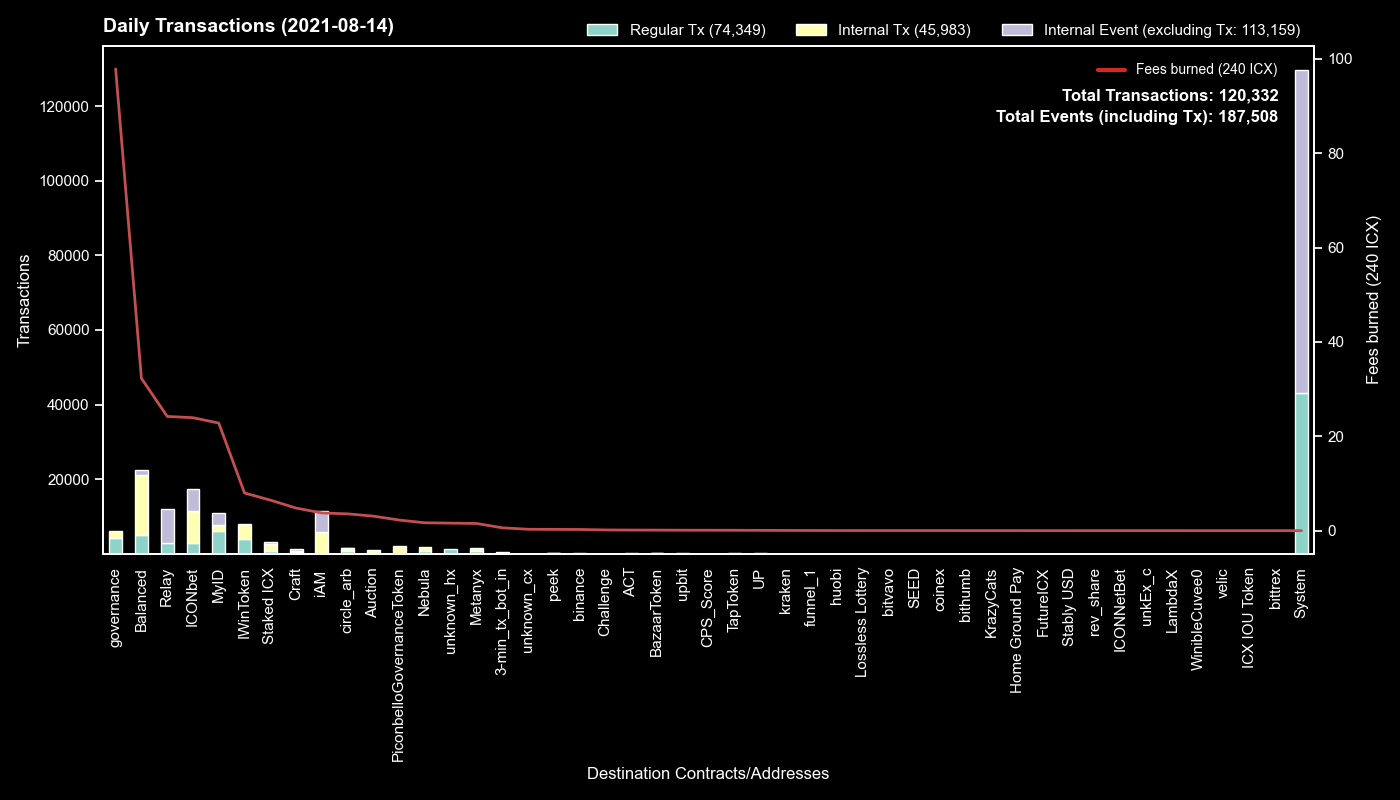 Daily Transactions (2021-08-14)
Regular Tx (74,349)
Internal Tx (45,983)
Internal Event (excluding Tx: 113,159)
Fees burned (240 ICX)
Total Transactions: 120,332
Total Events (including Tx): 187,508
Transactions
120000
100000
80000
60000
40000
20000
100
80
60
40
20
0
Fees burned (240 ICX)
governance
Balanced
Relay
ICONbet
MyID
IWinToken
Staked ICX
Craft
iAM
circle_arb
Auction
PiconbelloGovernanceToken
Nebula
unknown_hx
Metanyx
3-min_tx_bot_in
unknown_cx
peek
binance
Challenge
ACT
BazaarToken
upbit
CPS_Score
TapToken
UP
kraken
funnel_1
huobi
Lossless Lottery
bitvavo
SEED
coinex
bithumb
KrazyCats
Home Ground Pay
FutureICX
Stably USD
rev_share
ICONNetBet
unkEx_c
LambdaX
WinibleCuvee0
velic
ICX IOU Token
bittrex
System
Destination Contracts/Addresses